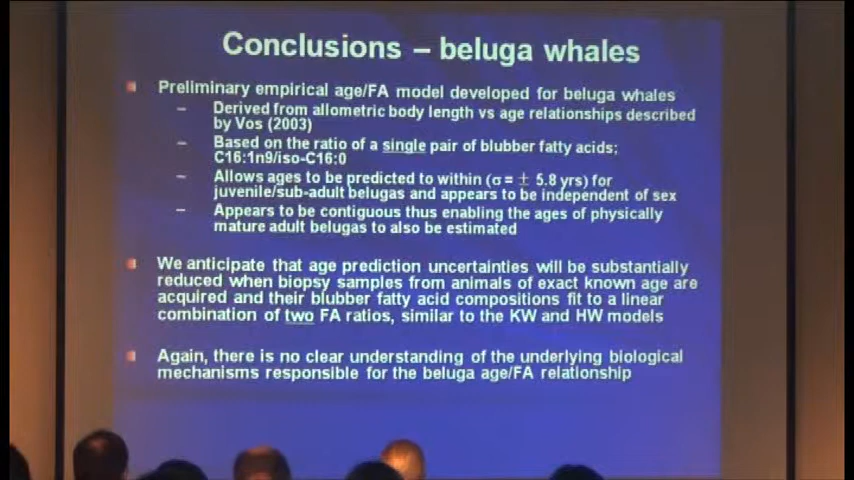 Conclusions – beluga whales
Preliminary empirical age/FA model developed for beluga whales
– Derived from allometric body length vs age relationships described
by Vos (2003)
– Based on the ratio of a single pair of blubber fatty acids;
C16:1n9/iso-C16:0
– Allows ages to be predicted to within (σ = ± 5.8 yrs) for
juvenile/sub-adult belugas and appears to be independent of sex
– Appears to be contiguous thus enabling the ages of physically
mature adult belugas to also be estimated
We anticipate that age prediction uncertainties will be substantially
reduced when biopsy samples from animals of exact known age are
acquired and their blubber fatty acid compositions fit to a linear
combination of two FA ratios, similar to the KW and HW models
Again, there is no clear understanding of the underlying biological
mechanisms responsible for the beluga age/FA relationship